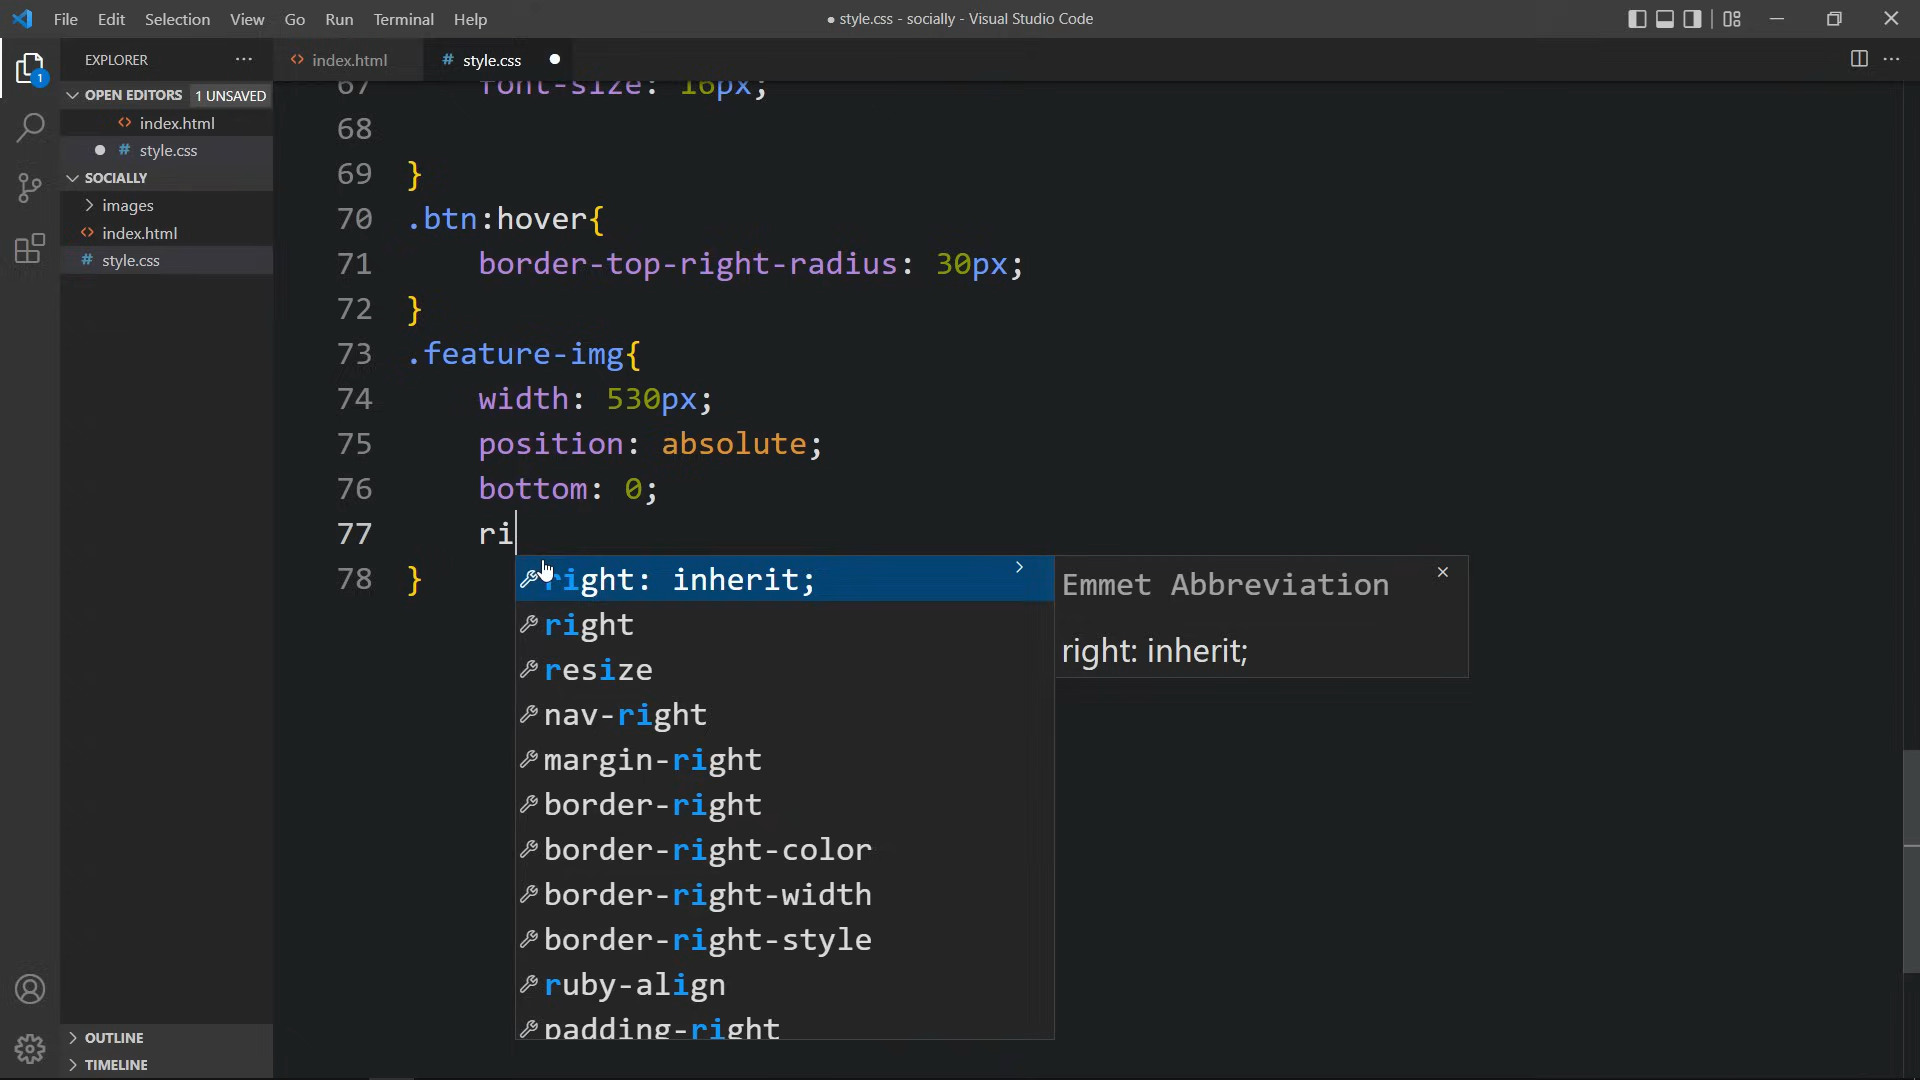 File Edit Selection View Go Run Terminal Help
● style.css - socially - Visual Studio Code
EXPLORER
1
OPEN EDITORS 1 UNSAVED
index.html
# style.css
SOCIALLY
images
index.html
# style.css
OUTLINE
TIMELINE
index.html
# style.css
67 font-size: 16px;
68
69 }
70 .btn:hover{
71 border-top-right-radius: 30px;
72 }
73 .feature-img{
74 width: 530px;
75 position: absolute;
76 bottom: 0;
77 ri
78 }
right: inherit;
right
resize
nav-right
margin-right
border-right
border-right-color
border-right-width
border-right-style
ruby-align
padding-right
Emmet Abbreviation
right: inherit;